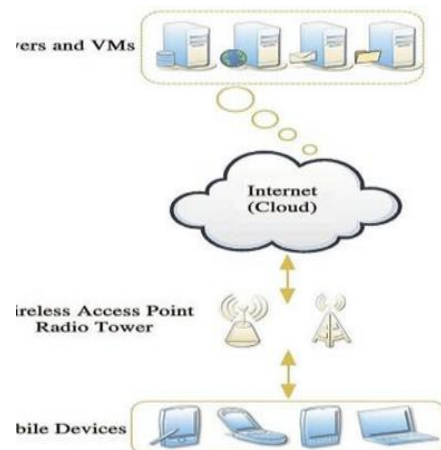 vers and VMs
Internet
(Cloud)
ireless Access Point
Radio Tower
bile Devices